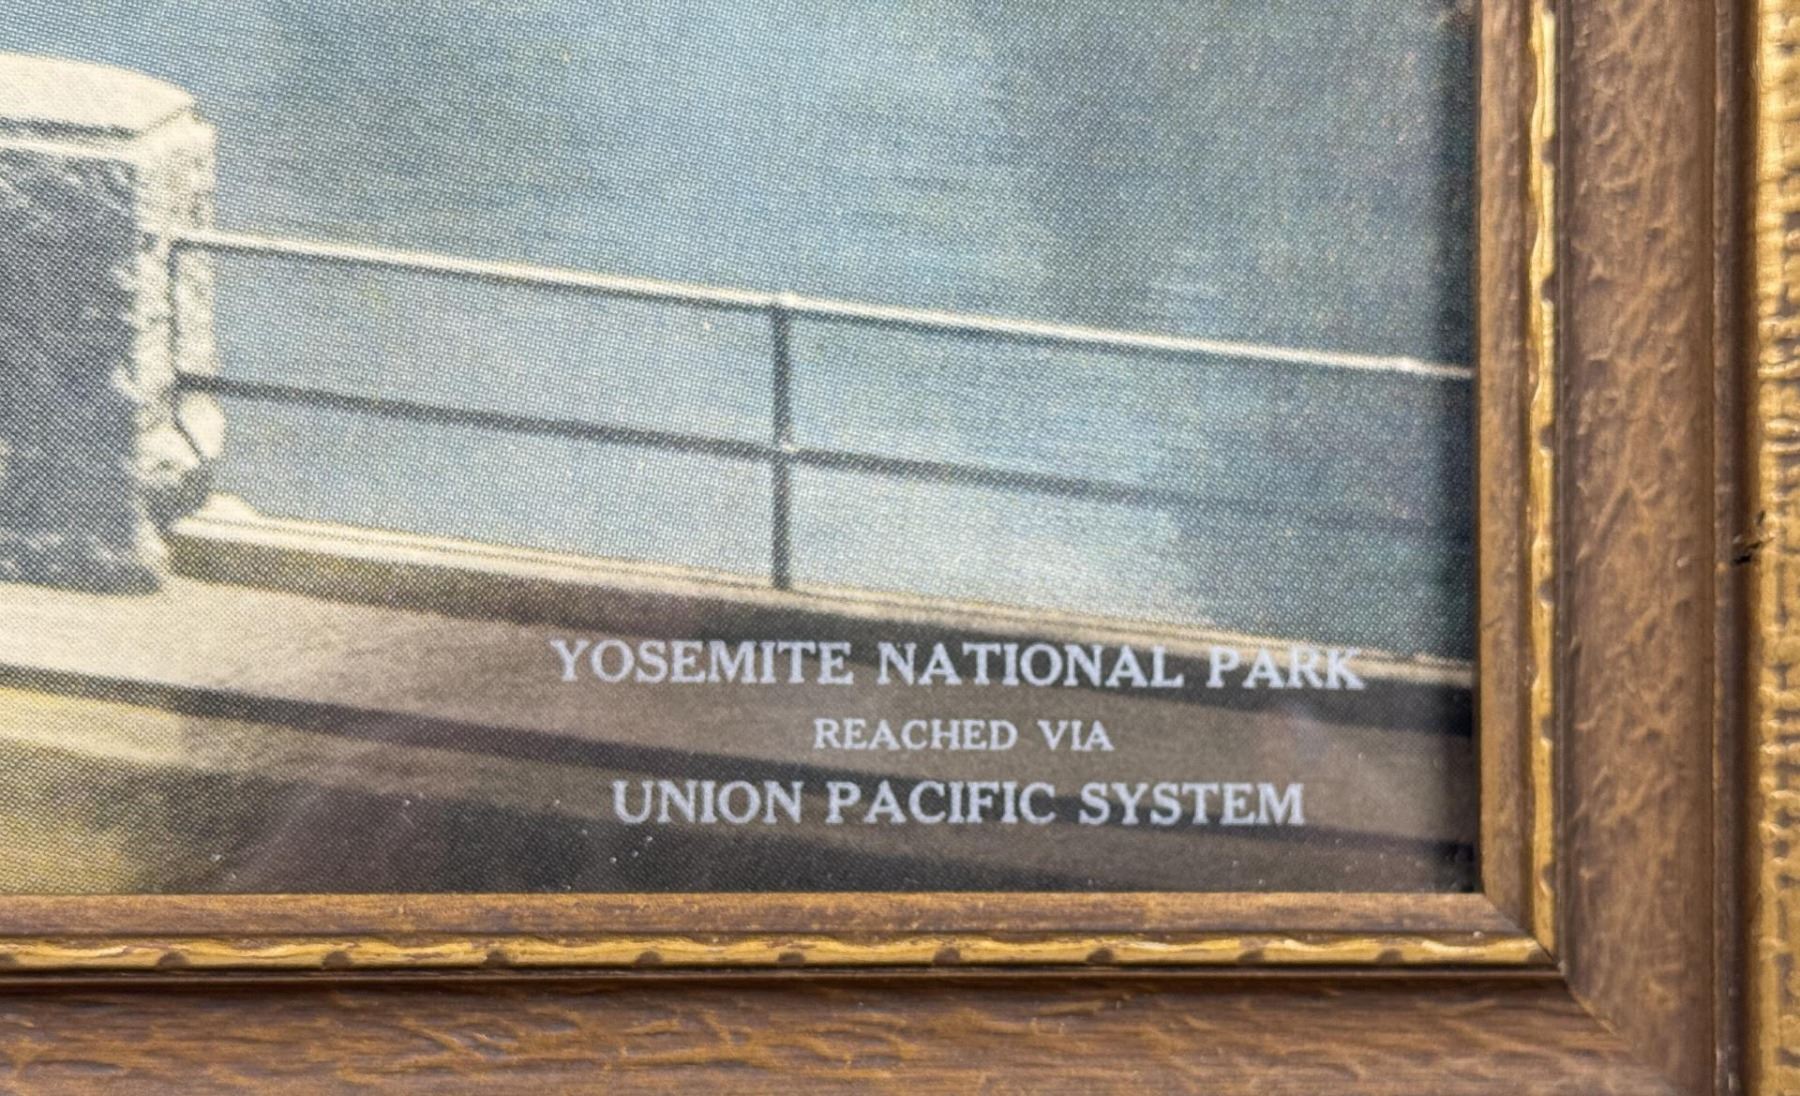 YOSEMITE NATIONAL PARK
REACHED VIA
UNION PACIFIC SYSTEM